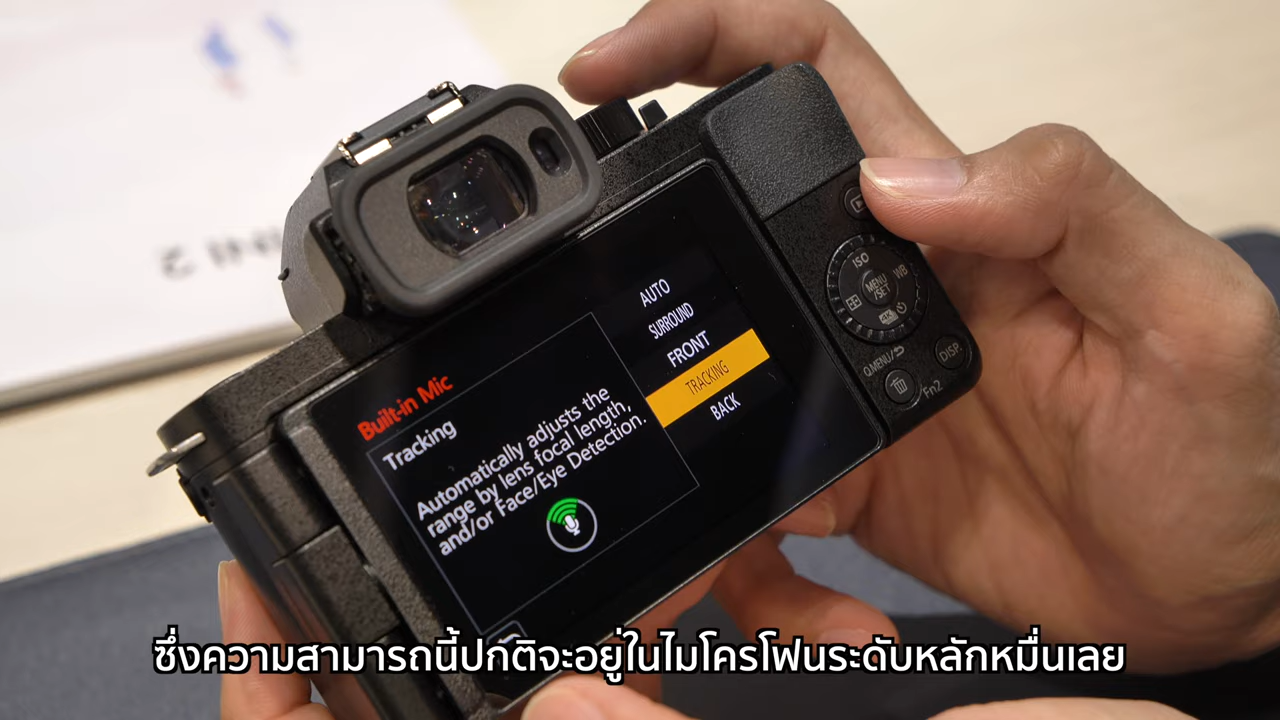 Built-in Mic
Tracking
Automatically adjusts the
range by lens focal length,
and/or Face/Eye Detection.
AUTO
SURROUND
FRONT
TRACKING
BACK
ISO
WB
MENU
/SET
4K
Q.MENU/
DISP.
Fn2
ซึ่งความสามารถนี้ปกติจะอยู่ในไมโครโฟนระดับหลักหมื่นเลย